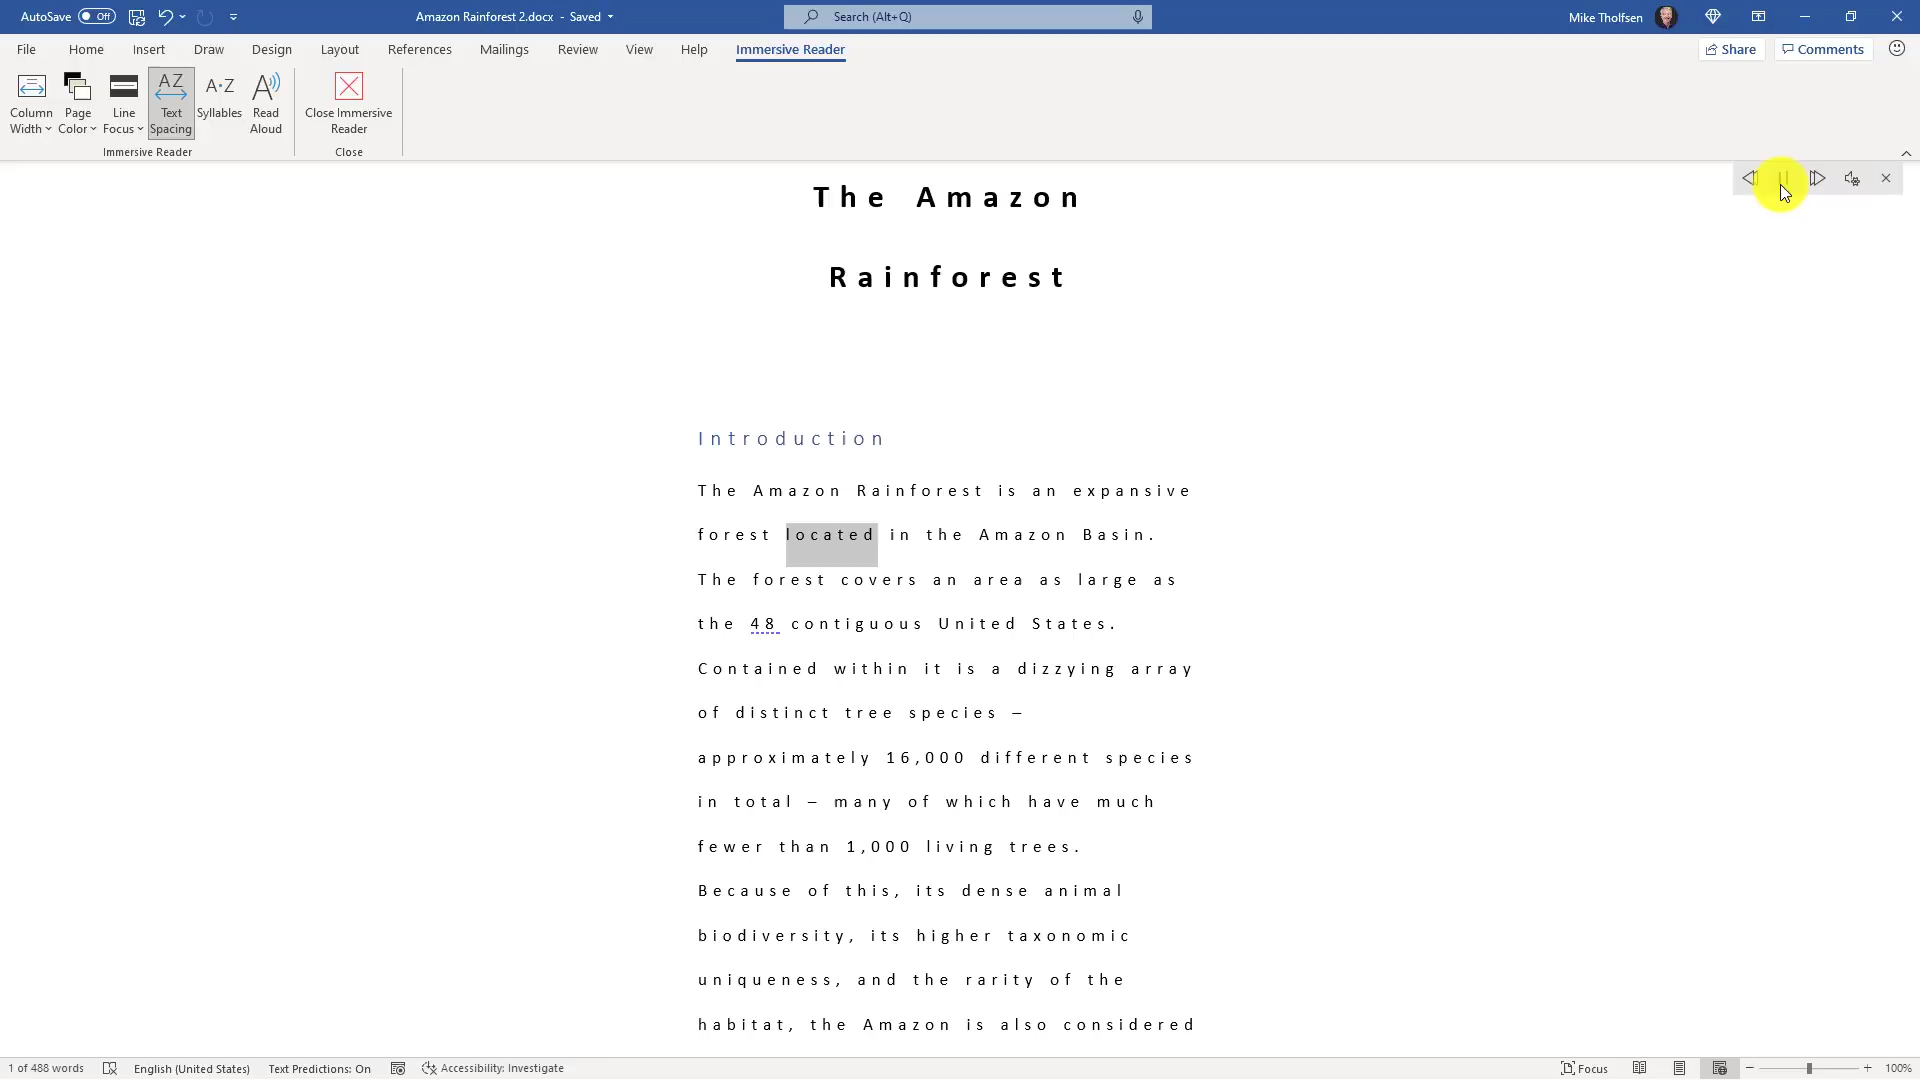 AutoSave Off Amazon Rainforest 2.docx - Saved Search (Alt+Q) Mike Tholfsen
File Home Insert Draw Design Layout References Mailings Review View Help Immersive Reader Share Comments
AZ A·Z A
Column Width Page Color Line Focus Text Spacing Syllables Read Aloud Close Immersive Reader
Immersive Reader Close
The Amazon
Rainforest
Introduction
The Amazon Rainforest is an expansive
forest located in the Amazon Basin.
The forest covers an area as large as
the 48 contiguous United States.
Contained within it is a dizzying array
of distinct tree species –
approximately 16,000 different species
in total – many of which have much
fewer than 1,000 living trees.
Because of this, its dense animal
biodiversity, its higher taxonomic
uniqueness, and the rarity of the
habitat, the Amazon is also considered
1 of 488 words English (United States) Text Predictions: On Accessibility: Investigate Focus 100%